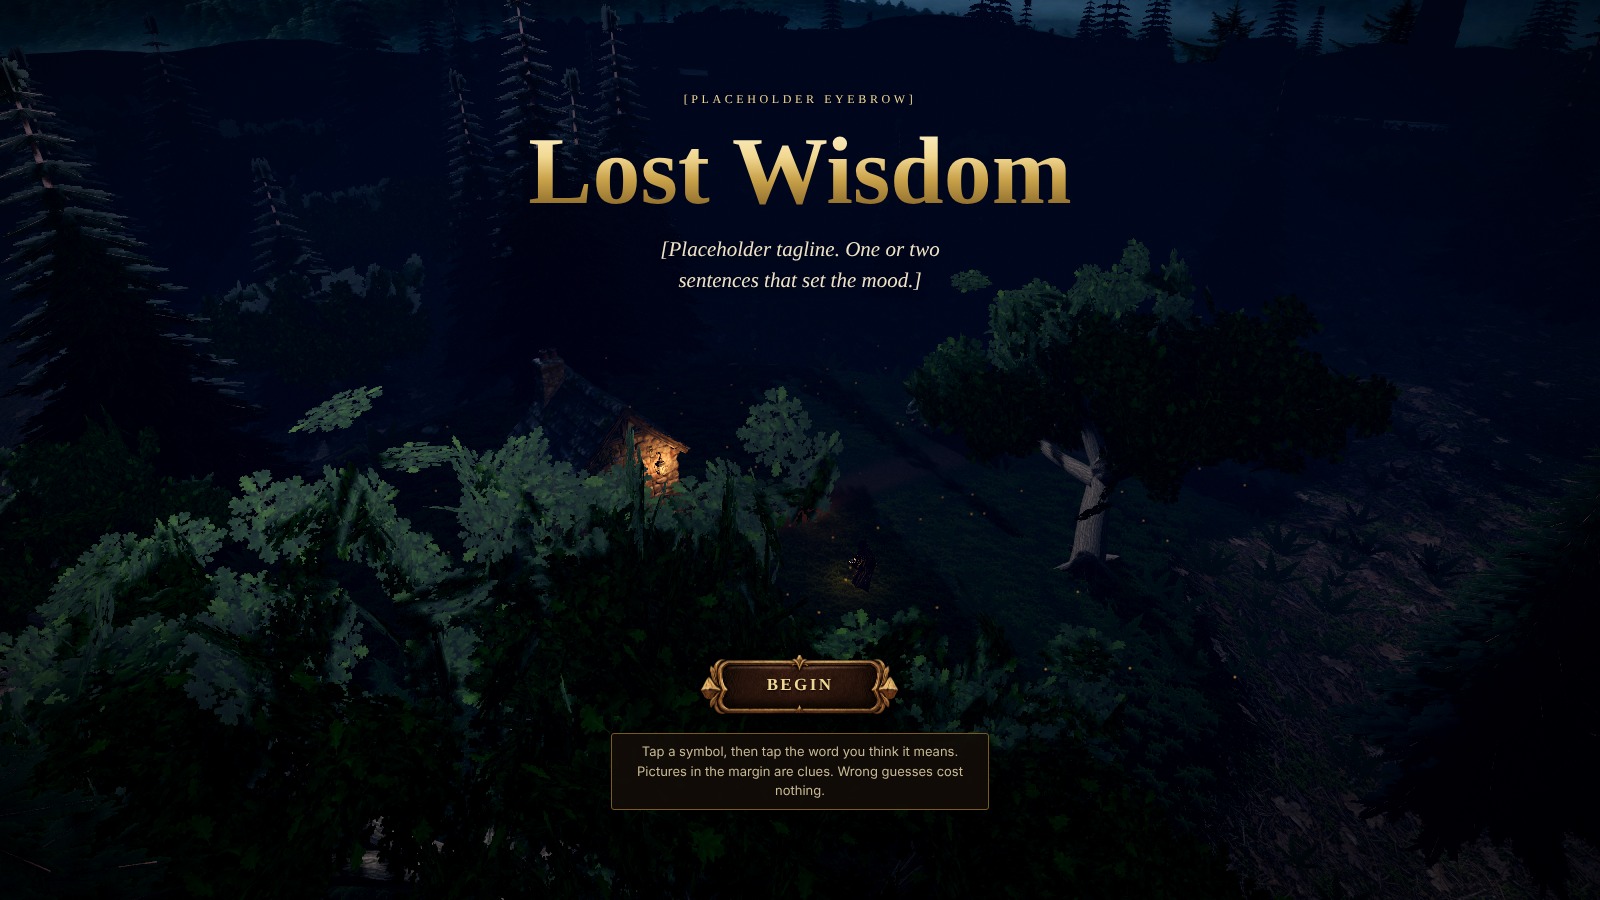 [PLACEHOLDER EYEBROW]
Lost Wisdom
[Placeholder tagline. One or two
sentences that set the mood.]
BEGIN
Tap a symbol, then tap the word you think it means.
Pictures in the margin are clues. Wrong guesses cost
nothing.